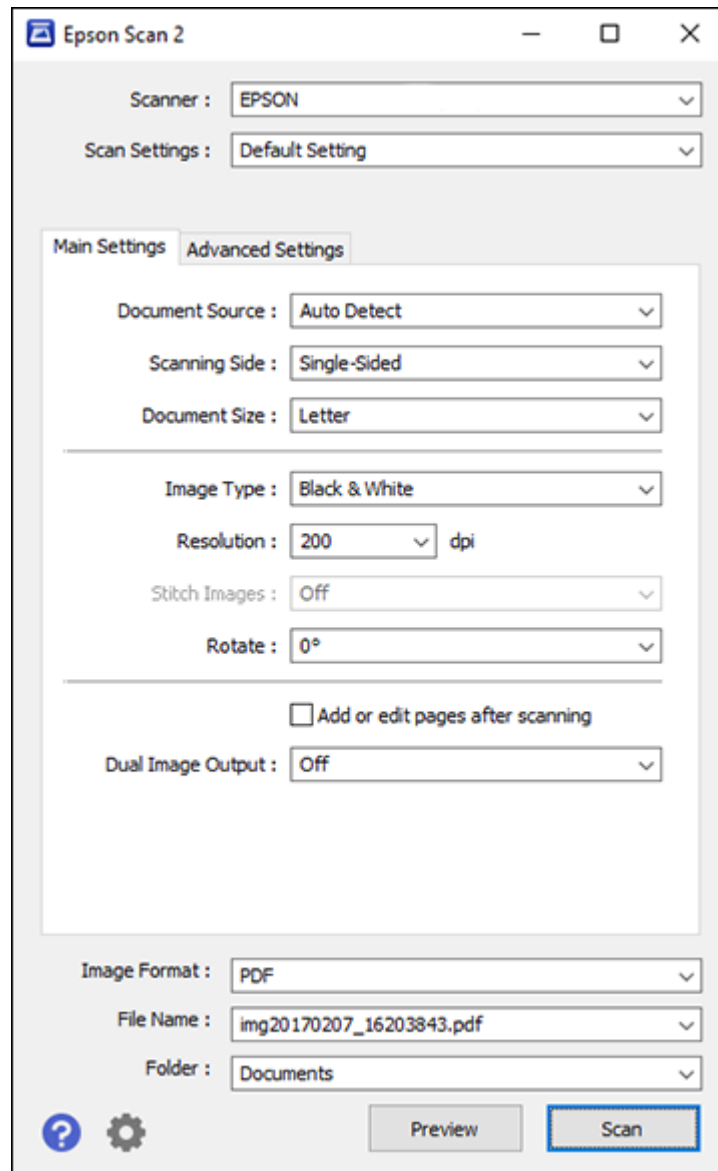 Epson Scan 2
Scanner : EPSON
Scan Settings : Default Setting
Main Settings Advanced Settings
Document Source : Auto Detect
Scanning Side : Single-Sided
Document Size : Letter
Image Type : Black & White
Resolution : 200 dpi
Stitch Images : Off
Rotate : 0°
Add or edit pages after scanning
Dual Image Output : Off
Image Format : PDF
File Name : img20170207_16203843.pdf
Folder : Documents
? Preview Scan